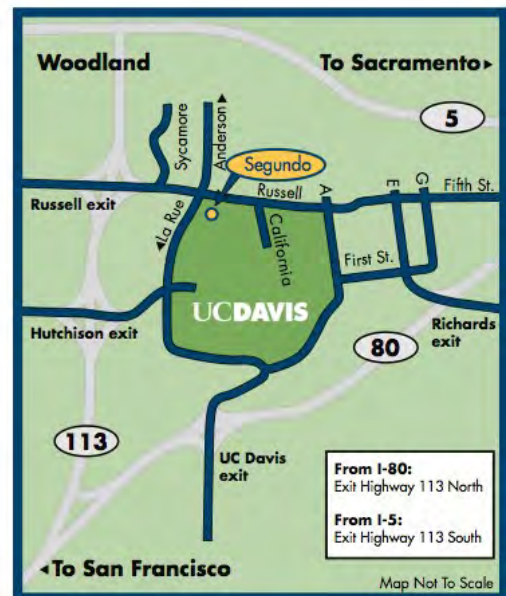 Woodland
To Sacramento
5
Sycamore
Anderson
Segundo
Russell
A
E
G
Fifth St.
Russell exit
La Rue
California
First St.
UCDAVIS
Hutchison exit
Richards
exit
80
113
UC Davis
exit
From I-80:
Exit Highway 113 North
From I-5:
Exit Highway 113 South
To San Francisco
Map Not To Scale